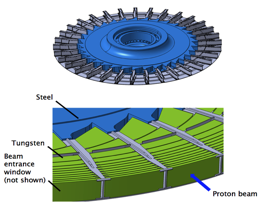 Steel
Tungsten
Beam
entrance
window
(not shown)
Proton beam